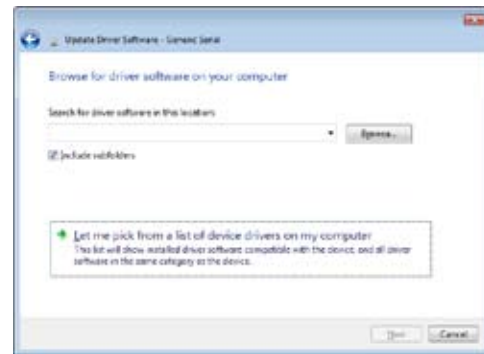 Update Driver Software - Generic Serial
Browse for driver software on your computer
Search for driver software in this location:
Browse...
Include subfolders
Let me pick from a list of device drivers on my computer
This list will show installed driver software compatible with the device, and all driver
software in the same category as the device.
Next Cancel